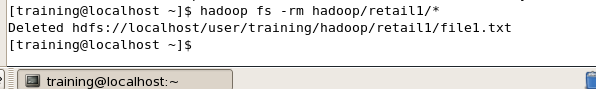 [training@localhost ~]$ hadoop fs -rm hadoop/retail1/*
Deleted hdfs://localhost/user/training/hadoop/retail1/file1.txt
[training@localhost ~]$
training@localhost:~